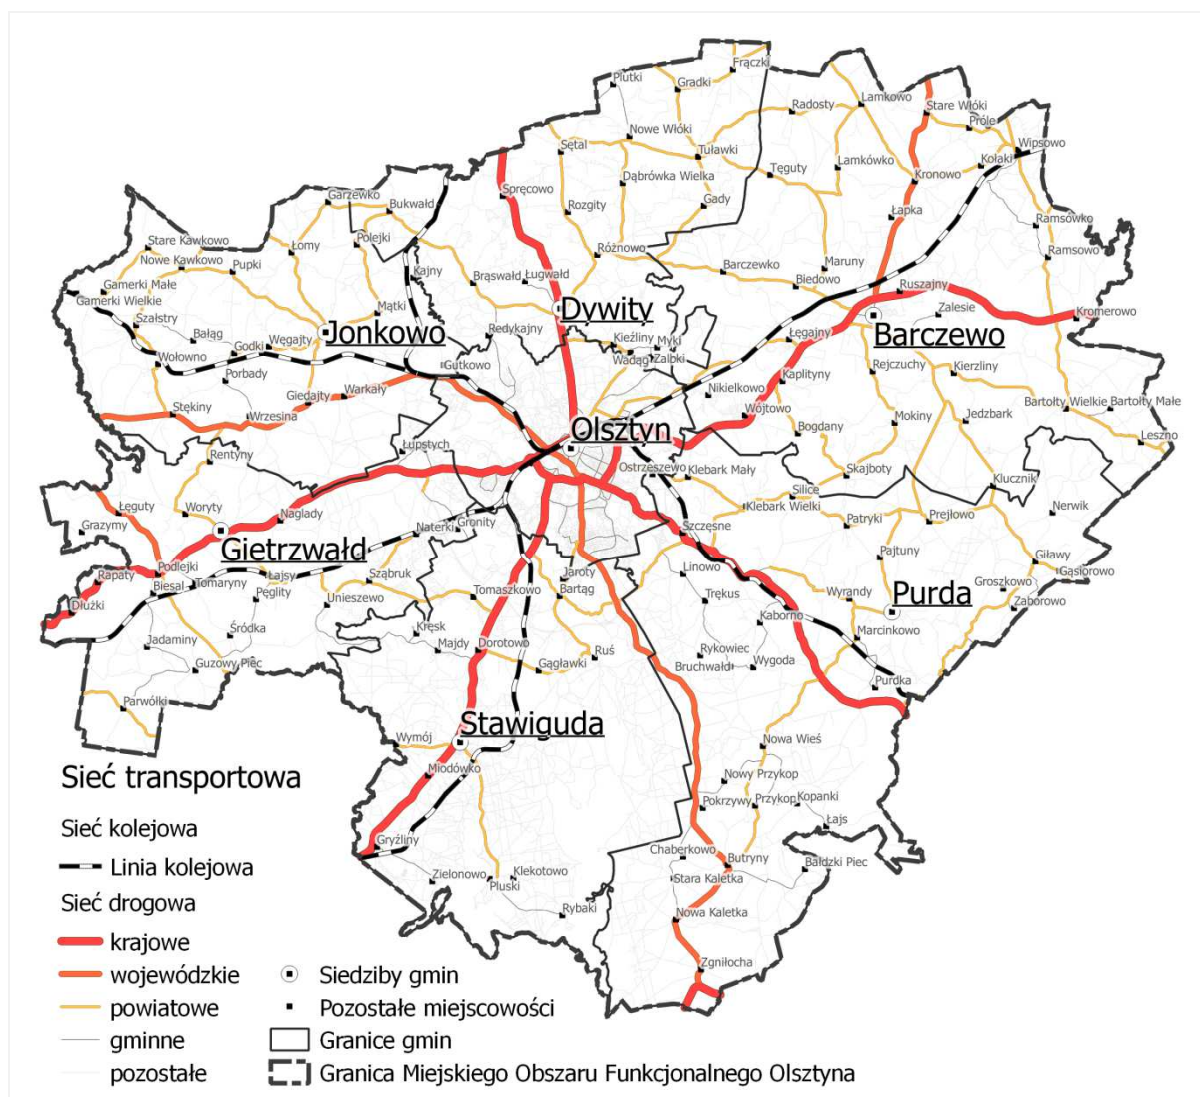 Frączki
Plutki
Gradki
Radosty
Lamkowo
Stare Włóki
Próle
Nowe Włóki
Sętal
Tuławki
Wipsowo
Kołaki
Tęguty
Lamkówko
Kronowo
Spręcowo
Dąbrówka Wielka
Garzewko
Bukwałd
Rozgity
Gady
Łapka
Ramsówko
Stare Kawkowo
Łomy
Polejki
Nowe Kawkowo
Pupki
Różnowo
Ramsowo
Kajny
Brąswałd
Ługwałd
Barczewko
Maruny
Biedowo
Gamerki Małe
Gamerki Wielkie
Ruszajny
Mątki
Dywity
Zalesie
Kromerowo
Szałstry
Bałąg
Jonkowo
Redykajny
Barczewo
Godki
Węgajty
Kieźliny
Myki
Łęgajny
Wołowno
Gutkowo
Wadąg
Zalbki
Rejczuchy
Kierzliny
Porbady
Kaplityny
Giedajty
Warkały
Nikielkowo
Stękiny
Wrzesina
Wójtowo
Mokiny
Jedzbark
Bartołty Wielkie
Bartołty Małe
Olsztyn
Bogdany
Leszno
Łupstych
Rentyny
Ostrzeszewo
Klebark Mały
Skajboty
Klucznik
Silice
Łęguty
Woryty
Klebark Wielki
Nerwik
Grazymy
Naglady
Naterki
Gronity
Szczęsne
Patryki
Prejłowo
Gietrzwałd
Pajtuny
Giławy
Podlejki
Gąsiorowo
Rapaty
Biesal
Tomaryny
Łajsy
Sząbruk
Jaroty
Linowo
Groszkowo
Pęglity
Unieszewo
Tomaszkowo
Bartąg
Trękus
Wyrandy
Purda
Zaborowo
Dłużki
Kaborno
Śródka
Kręsk
Marcinkowo
Jadaminy
Majdy
Dorotowo
Ruś
Rykowiec
Guzowy Piec
Gągławki
Bruchwałd
Wygoda
Purdka
Parwółki
Stawiguda
Wymój
Nowa Wieś
Miodówko
Nowy Przykop
Pokrzywy
Przykop
Kopanki
Łajs
Gryźliny
Chaberkowo
Butryny
Bałdzki Piec
Zielonowo
Klekotowo
Pluski
Stara Kaletka
Rybaki
Nowa Kaletka
Zgniłocha
Sieć transportowa
Sieć kolejowa
Linia kolejowa
Sieć drogowa
krajowe
wojewódzkie
powiatowe
gminne
pozostałe
Siedziby gmin
Pozostałe miejscowości
Granice gmin
Granica Miejskiego Obszaru Funkcjonalnego Olsztyna